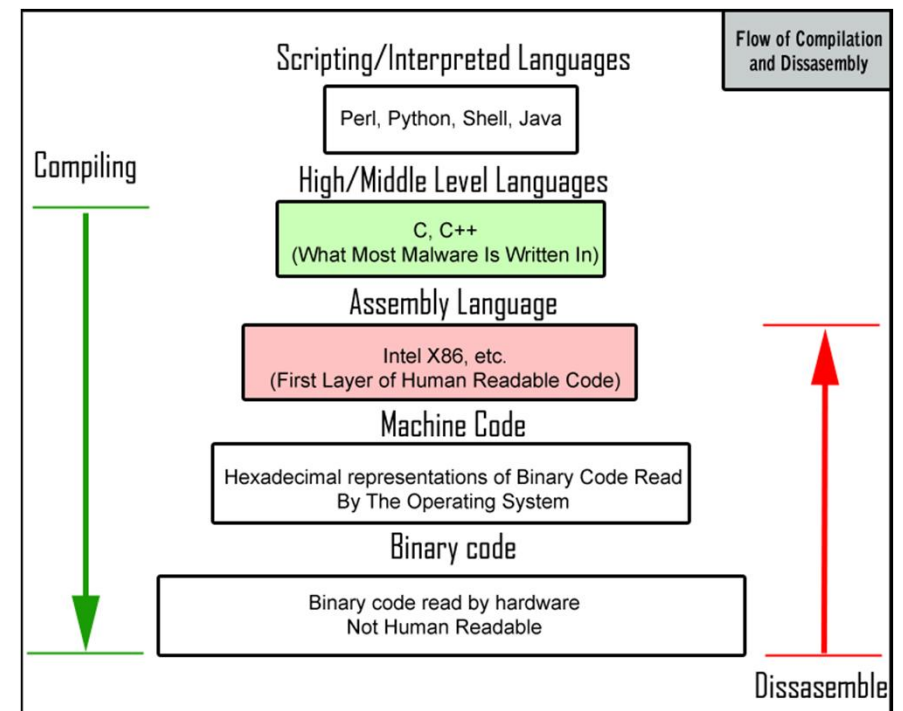 Flow of Compilation
and Dissasembly
Scripting/Interpreted Languages
Perl, Python, Shell, Java
Compiling
High/Middle Level Languages
C, C++
(What Most Malware Is Written In)
Assembly Language
Intel X86, etc.
(First Layer of Human Readable Code)
Machine Code
Hexadecimal representations of Binary Code Read
By The Operating System
Binary code
Binary code read by hardware
Not Human Readable
Dissasemble